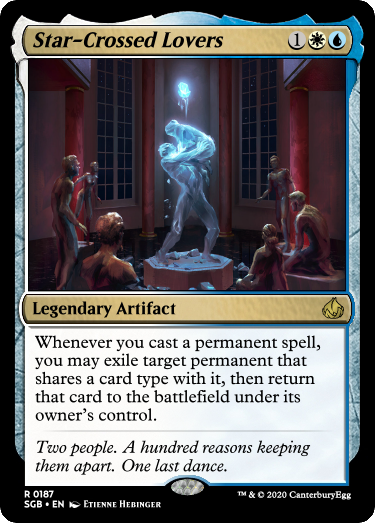 Star-Crossed Lovers 1
Legendary Artifact
Whenever you cast a permanent spell,
you may exile target permanent that
shares a card type with it, then return
that card to the battlefield under its
owner's control.
Two people. A hundred reasons keeping
them apart. One last dance.
R 0187
SGB • EN Etienne Hebinger
™ & © 2020 CanterburyEgg